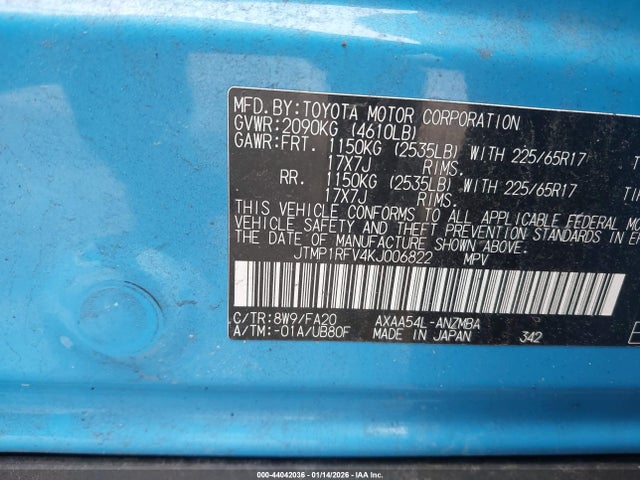 MFD. BY: TOYOTA MOTOR CORPORATION
GVWR: 2090KG (4610LB)
GAWR: FRT. 1150KG (2535LB) WITH 225/65R17
17X7J RIMS.
RR. 1150KG (2535LB) WITH 225/65R17
17X7J RIMS.
THIS VEHICLE CONFORMS TO ALL APPLICABLE FEDERAL MO
VEHICLE SAFETY AND THEFT PREVENTION STANDARDS IN E
THE DATE OF MANUFACTURE SHOWN ABOVE.
JTMP1RFV4KJ006822 MPV
C/TR: 8W9/FA20 AXAA54L-ANZMBA
A/TM: -01A/UB80F MADE IN JAPAN 342
000-44042036 - 01/14/2026 - IAA Inc.